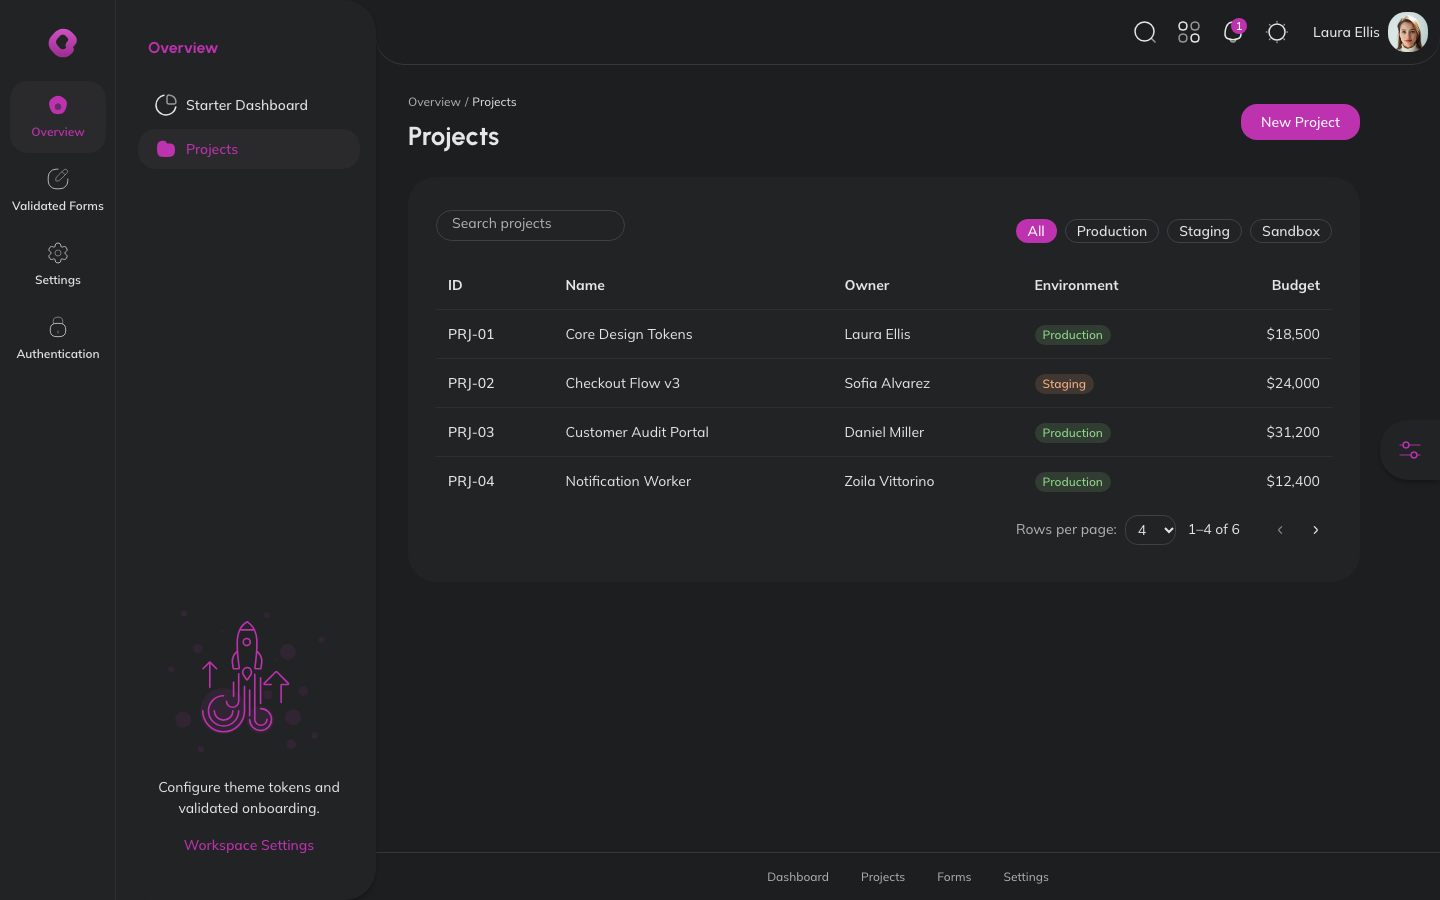 Overview
Validated Forms
Settings
Authentication
Overview
Starter Dashboard
Projects
Configure theme tokens and
validated onboarding.
Workspace Settings
1
Laura Ellis
Overview / Projects
Projects
New Project
Search projects
All Production Staging Sandbox
ID Name Owner Environment Budget
PRJ-01 Core Design Tokens Laura Ellis Production $18,500
PRJ-02 Checkout Flow v3 Sofia Alvarez Staging $24,000
PRJ-03 Customer Audit Portal Daniel Miller Production $31,200
PRJ-04 Notification Worker Zoila Vittorino Production $12,400
Rows per page: 4 1–4 of 6
Dashboard Projects Forms Settings